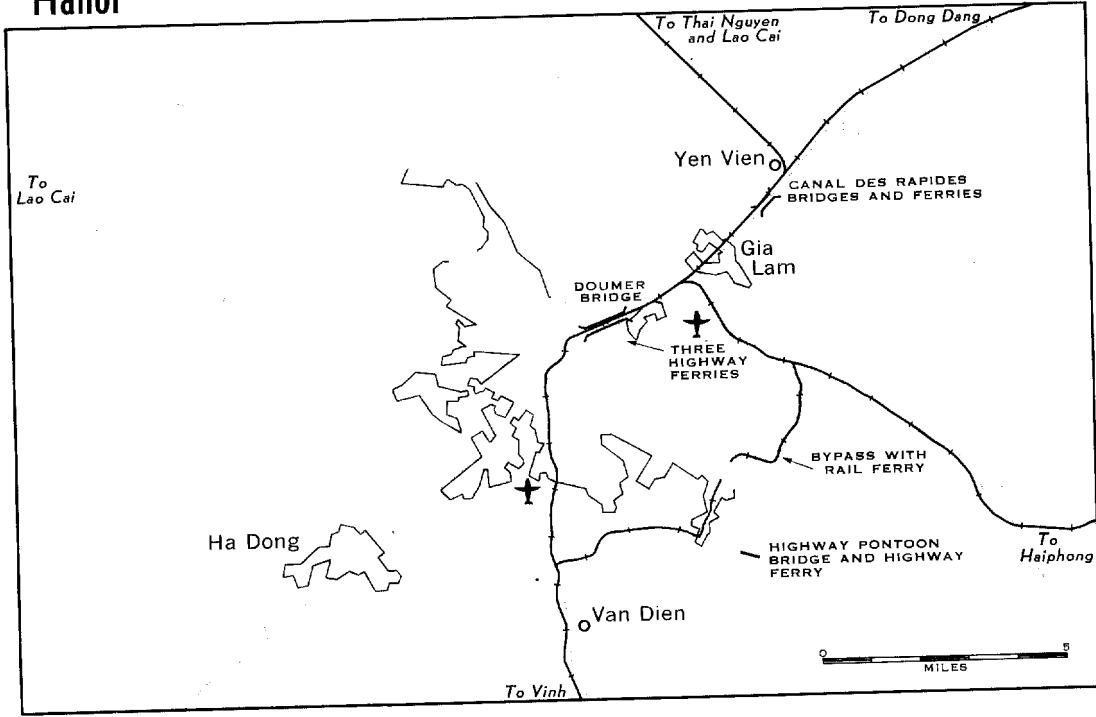 Hanoi
To Thai Nguyen
and Lao Cai
To Dong Dang
To
Lao Cai
Yen Vien
CANAL DES RAPIDES
BRIDGES AND FERRIES
Gia
Lam
DOUMER
BRIDGE
THREE
HIGHWAY
FERRIES
BYPASS WITH
RAIL FERRY
Ha Dong
HIGHWAY PONTOON
BRIDGE AND HIGHWAY
FERRY
To
Haiphong
Van Dien
0 5
MILES
To Vinh